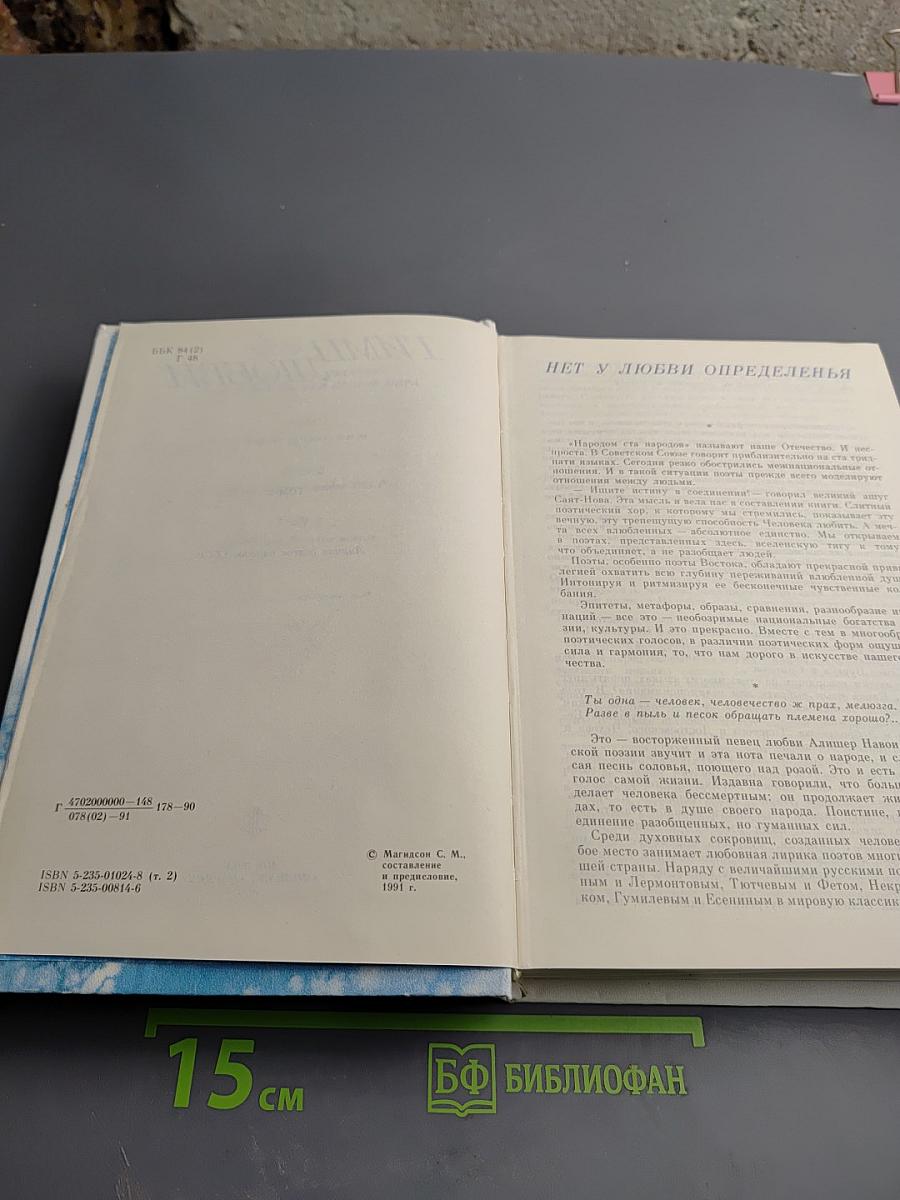 ББК 84(2)
Г 48
Г 4702000000—148 178—90
078(02)—91
ISBN 5-235-01024-8 (т. 2)
ISBN 5-235-00814-6
© Магидсон С. М.,
составление
и предисловие,
1991 г.
НЕТ У ЛЮБВИ ОПРЕДЕЛЕНЬЯ
«Народом ста народов» называют наше Отечество. И нес-
проста. В Советском Союзе говорят приблизительно на ста трид-
цати языках. Сегодня резко обострились межнациональные от-
ношения. И в такой ситуации поэты прежде всего моделируют
отношения между людьми.
— Ищите истину в соединении! — говорил великий ашуг
Саят-Нова. Эта мысль и вела нас в составлении книги. Слитный
поэтический хор, к которому мы стремились, показывает эту
вечную, эту трепещущую способность Человека любить. А меч-
та всех влюбленных — абсолютное единство. Мы открываем
в поэтах, представленных здесь, вселенскую тягу к тому,
что объединяет, а не разобщает людей.
Поэты, особенно поэты Востока, обладают прекрасной приви
легией охватить всю глубину переживаний влюбленной душ
Интонируя и ритмизируя ее бесконечные чувственные кол
бания.
Эпитеты, метафоры, образы, сравнения, разнообразие ин
наций — все это — необозримые национальные богатства
зии, культуры. И это прекрасно. Вместе с тем в многообр
поэтических голосов, в различии поэтических форм ощущ
сила и гармония, то, что нам дорого в искусстве нашего
чества.
*
Ты одна — человек, человечество ж прах, мелюзга.
Разве в пыль и песок обращать племена хорошо?..
Это — восторженный певец любви Алишер Навои
ской поэзии звучит и эта нота печали о народе, и с
сая песнь соловья, поющего над розой. Это и есть
голос самой жизни. Издавна говорили, что больш
делает человека бессмертным: он продолжает жи
дах, то есть в душе своего народа. Поистине,
единение разобщенных, но гуманных сил.
Среди духовных сокровищ, созданных челове
бое место занимает любовная лирика поэтов мног
шей страны. Наряду с величайшими русскими по
ным и Лермонтовым, Тютчевым и Фетом, Некр
ком, Гумилевым и Есениным в мировую классик
15 см
БФ БИБЛИОФАН